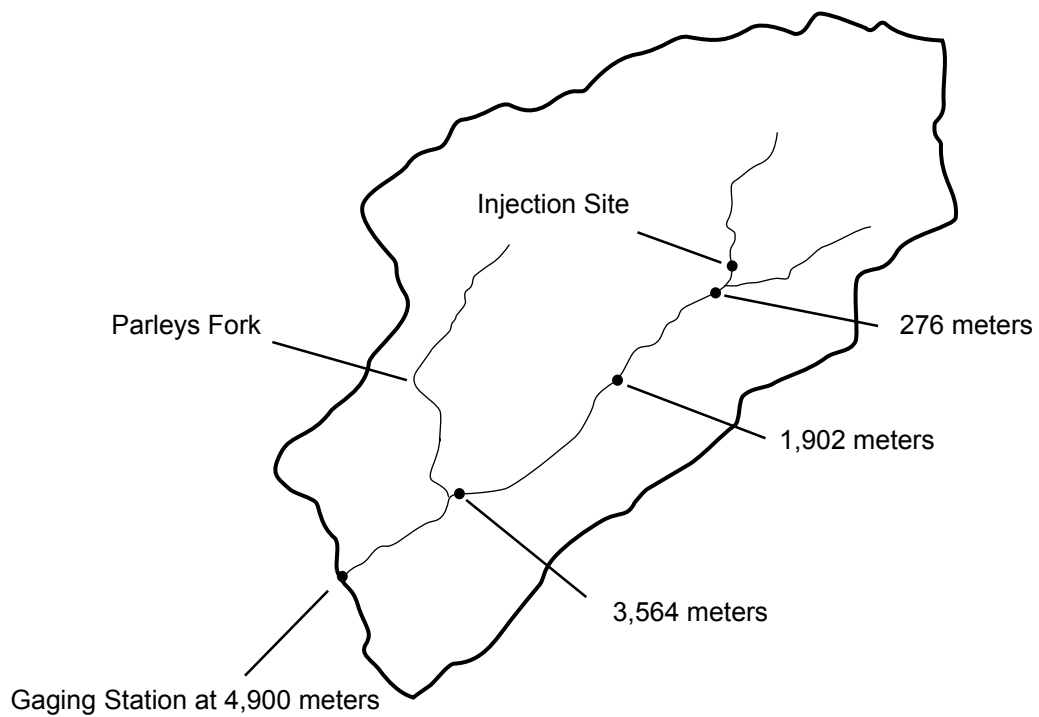 Injection Site
Parleys Fork
276 meters
1,902 meters
3,564 meters
Gaging Station at 4,900 meters